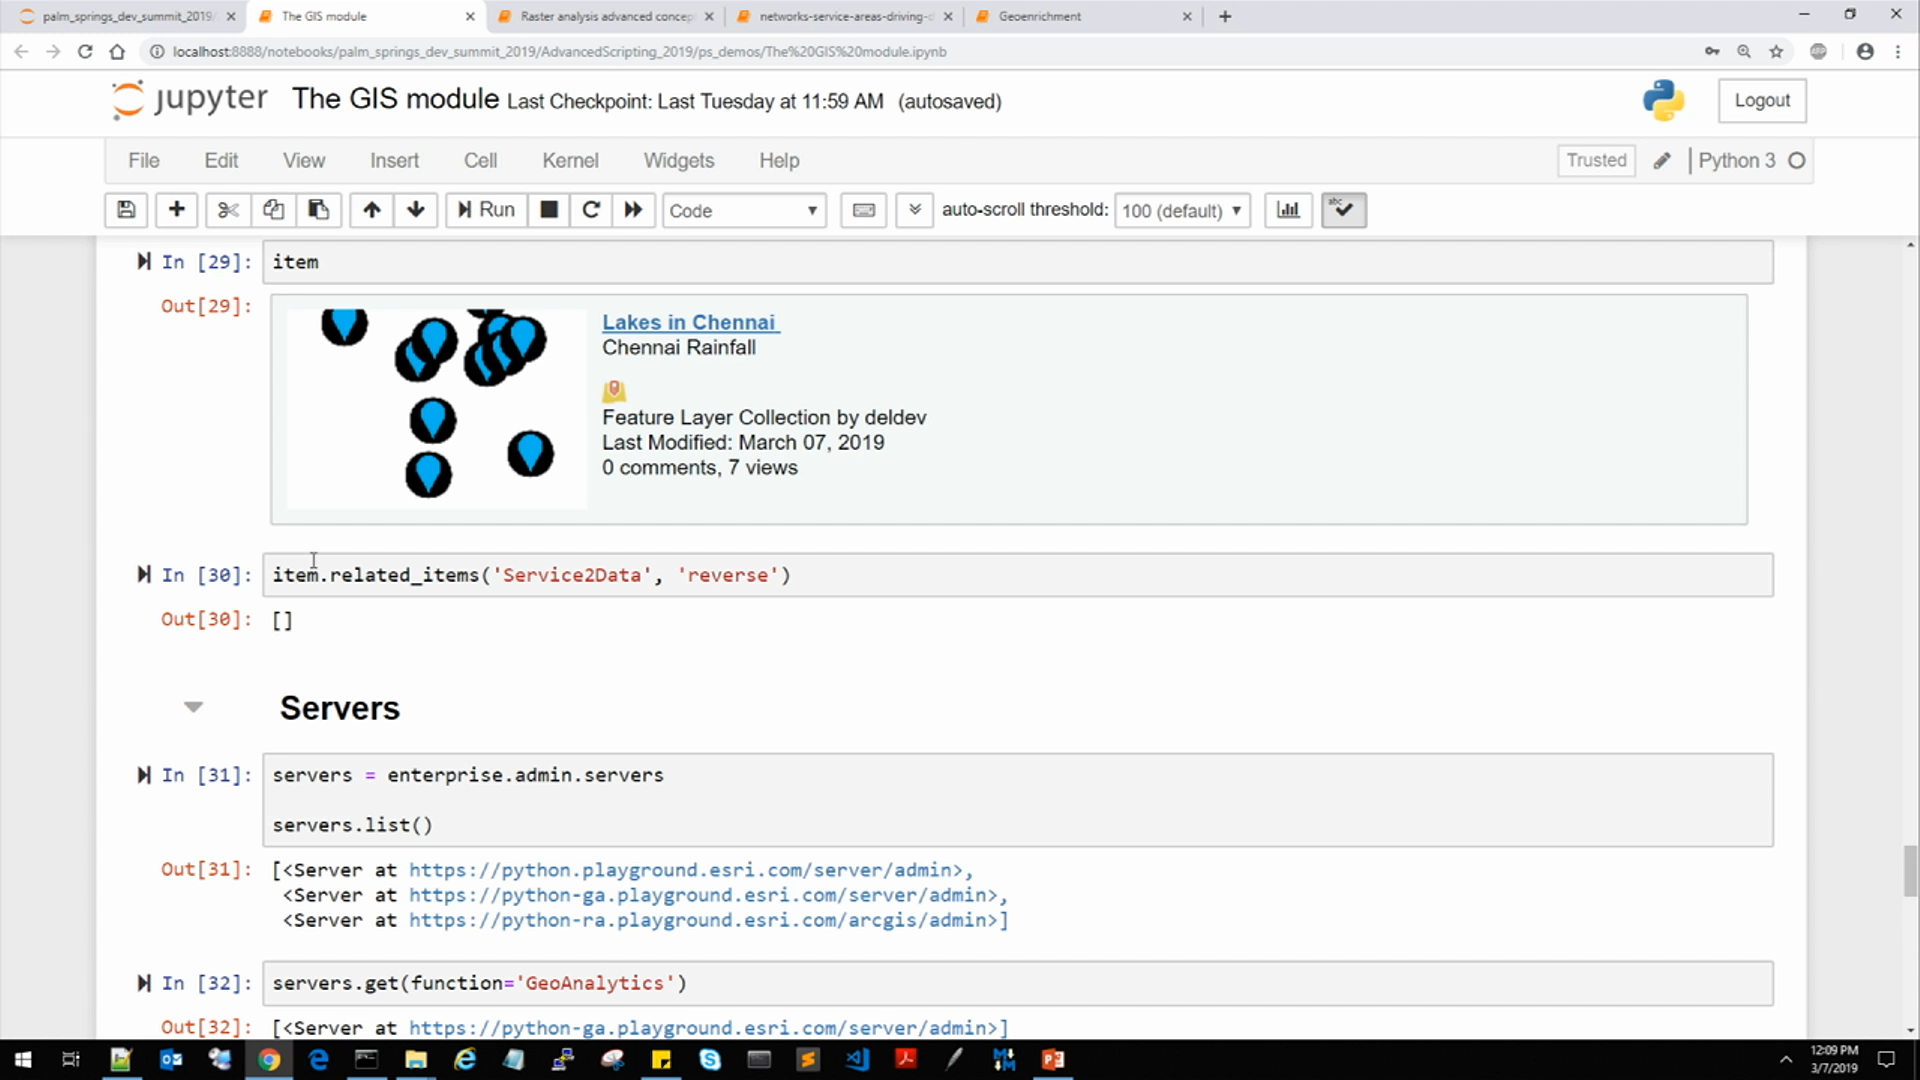 palm_springs_dev_summit_2019/
The GIS module
Raster analysis advanced concep
networks-service-areas-driving-d
Geoenrichment
localhost:8888/notebooks/palm_springs_dev_summit_2019/AdvancedScripting_2019/ps_demos/The%20GIS%20module.ipynb
jupyter The GIS module Last Checkpoint: Last Tuesday at 11:59 AM (autosaved)
Logout
File Edit View Insert Cell Kernel Widgets Help
Trusted Python 3
Run Code auto-scroll threshold: 100 (default) abc
In [29]: item
Out[29]:
Lakes in Chennai
Chennai Rainfall
Feature Layer Collection by deldev
Last Modified: March 07, 2019
0 comments, 7 views
In [30]: item.related_items('Service2Data', 'reverse')
Out[30]: []
Servers
In [31]: servers = enterprise.admin.servers
servers.list()
Out[31]: [<Server at https://python.playground.esri.com/server/admin>,
<Server at https://python-ga.playground.esri.com/server/admin>,
<Server at https://python-ra.playground.esri.com/arcgis/admin>]
In [32]: servers.get(function='GeoAnalytics')
Out[32]: [<Server at https://python-ga.playground.esri.com/server/admin>]
12:09 PM
3/7/2019